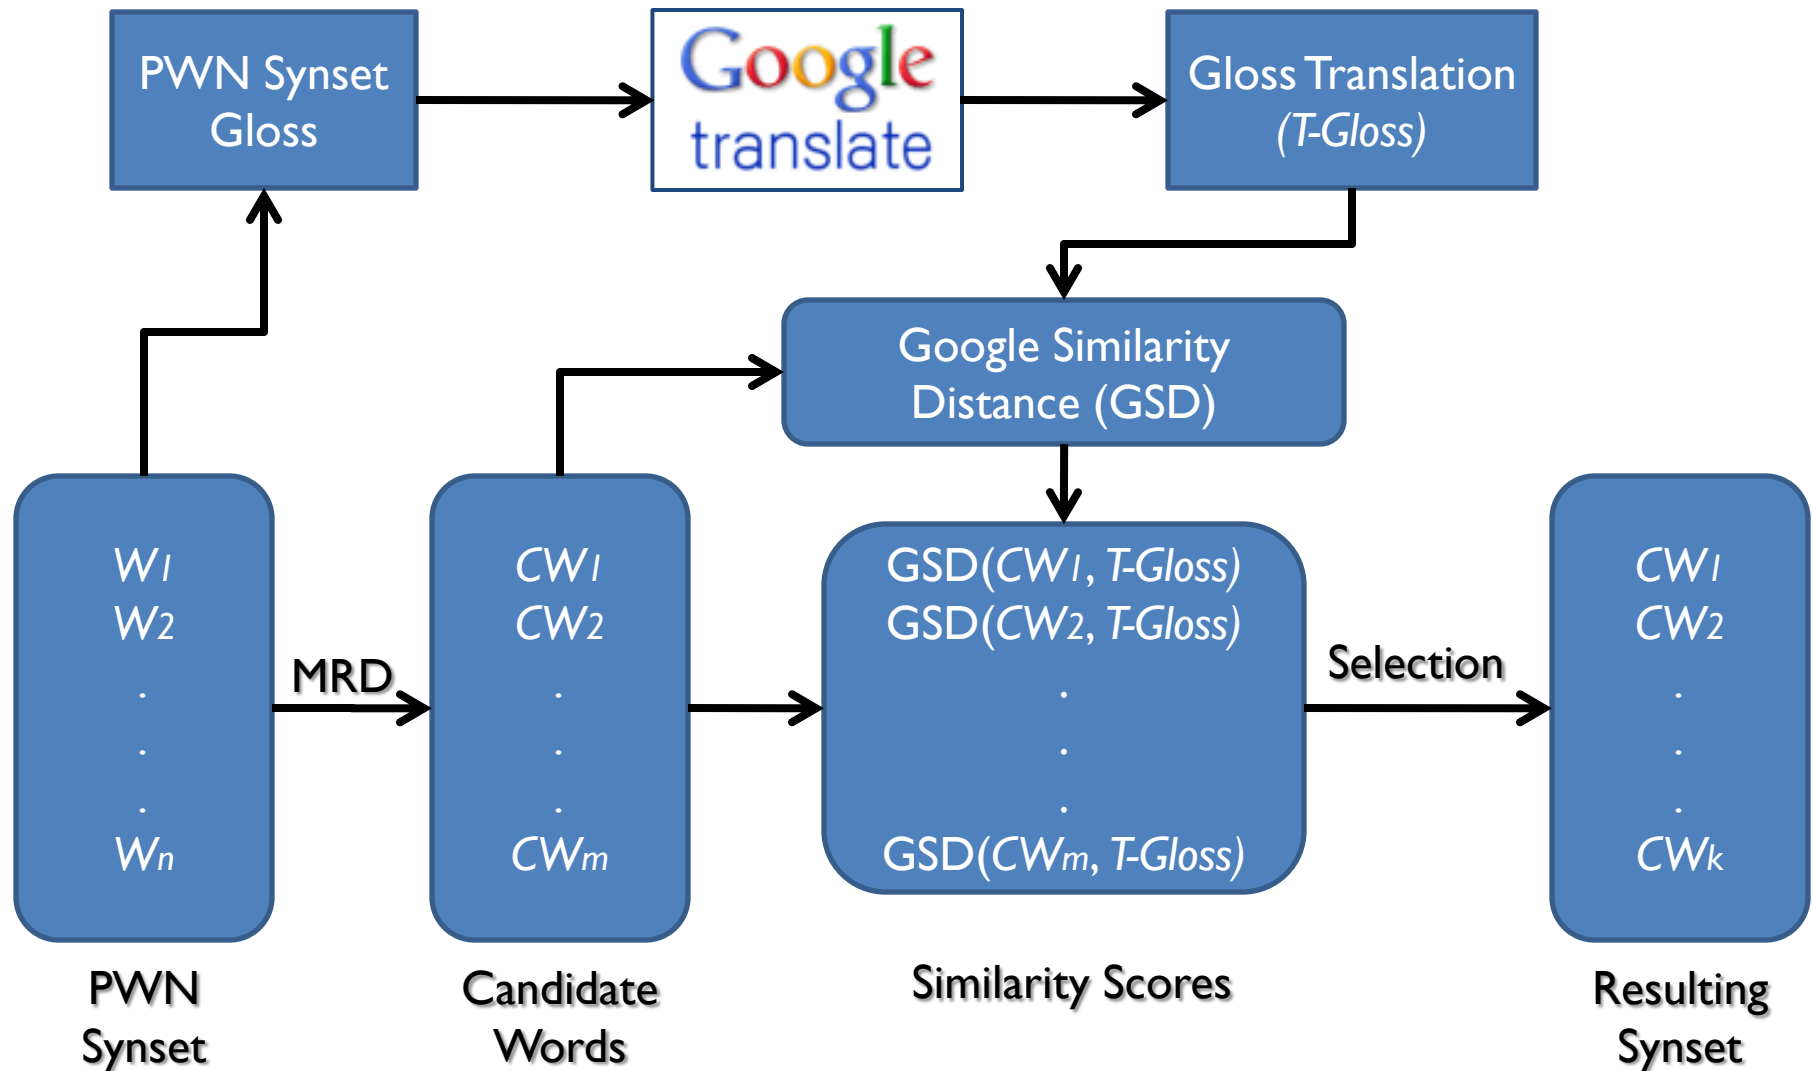 PWN Synset
Gloss
Google
translate
Gloss Translation
(T-Gloss)
Google Similarity
Distance (GSD)
W1
W2
.
.
.
Wn
MRD
CW1
CW2
.
.
.
CWm
GSD(CW1, T-Gloss)
GSD(CW2, T-Gloss)
.
.
.
GSD(CWm, T-Gloss)
Selection
CW1
CW2
.
.
.
CWk
PWN
Synset
Candidate
Words
Similarity Scores
Resulting
Synset